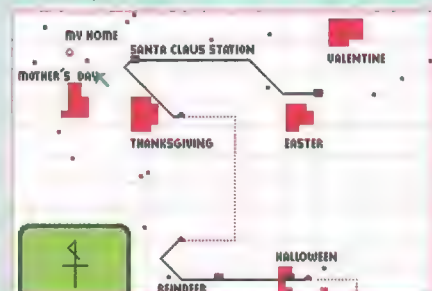 MY HOME
SANTA CLAUS STATION
VALENTINE
MOTHER'S DAY
THANKSGIVING
EASTER
HALLOWEEN
REINDEER